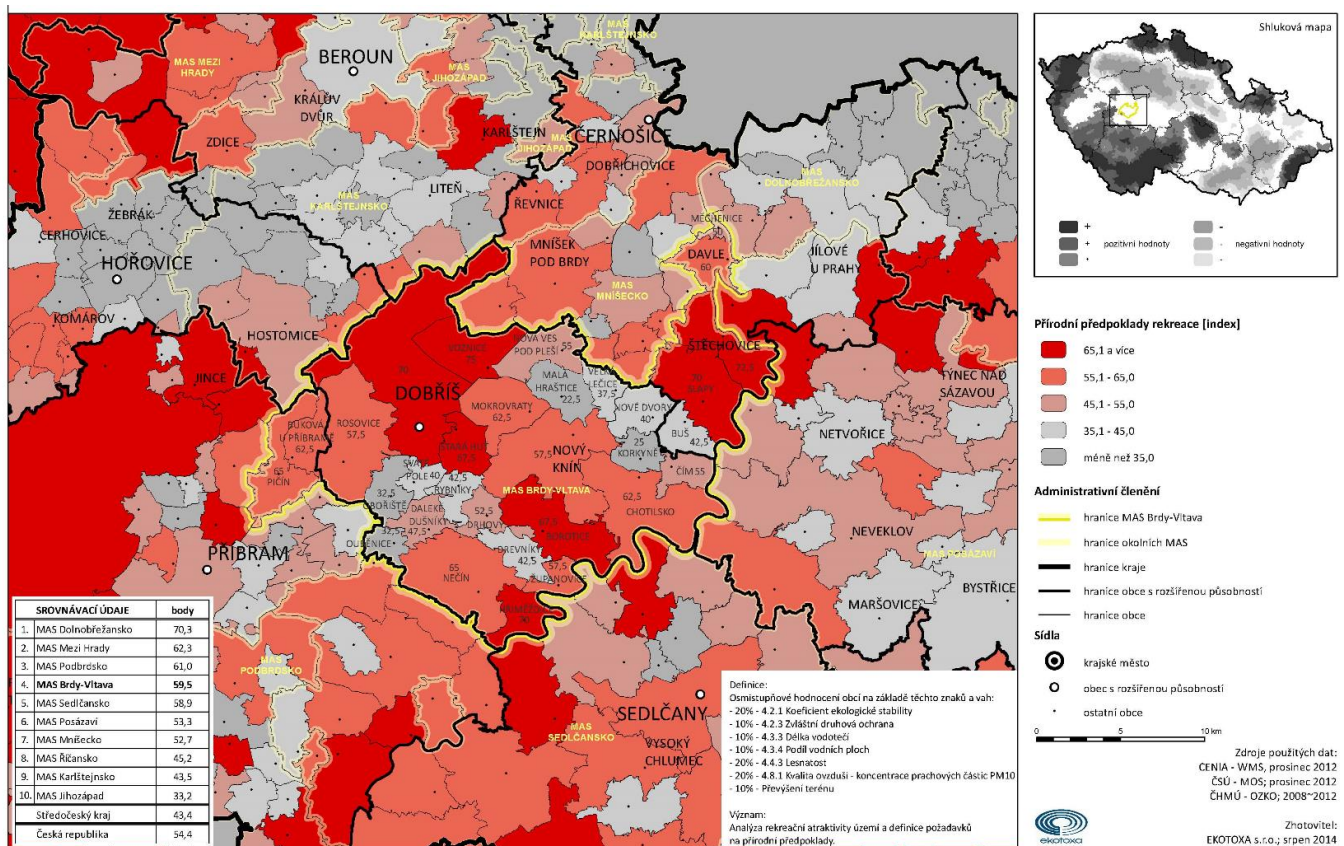 MAS
KARLŠTEJNSKO
MAS MEZI
HRADY
BEROUN
MAS
JIHOZÁPAD
KRÁLŮV
DVŮR
ZDICE
KARLŠTEJN
MAS
JIHOZÁPAD
ČERNOŠICE
DOBŘICHOVICE
MAS
DOLNOBŘEŽANSKO
LITEŇ
MAS
KARLŠTEJNSKO
ŘEVNICE
ŽEBRÁK
CERHOVICE
HOŘOVICE
MĚCHENICE
50
MNÍŠEK
POD BRDY
DAVLE
60
JÍLOVÉ
U PRAHY
MAS
MNÍŠECKO
KOMÁROV
HOSTOMICE
JINCE
VOZNICE
75
NOVÁ VES
POD PLEŠÍ
55
ŠTĚCHOVICE
72,5
70
SLAPY
TÝNEC NAD
SÁZAVOU
70
DOBŘÍŠ
MALÁ
HRAŠTICE
22,5
VELKÁ
LEČICE
37,5
MOKROVRATY
62,5
NOVÉ DVORY
40
BUKOVÁ
U PŘÍBRAMĚ
62,5
ROSOVICE
57,5
STARÁ HUŤ
67,5
BUŠ
42,5
NETVOŘICE
57,5
NOVÝ
KNÍN
25
KORKYNĚ
65
PIČÍN
SVATÉ
POLE 40
42,5
RYBNÍKY
ČÍM 55
MAS BRDY-VLTAVA
32,5
OBOŘIŠTĚ
DALEKÉ
DUŠNÍKY
47,5
52,5
DRHOVY
62,5
CHOTILSKO
67,5
BOROTICE
NEVEKLOV
PŘÍBRAM
32,5
DUBENICE
DREVNÍKY
42,5
57,5
ŽUPANOVICE
MAS POSÁZAVÍ
BYSTŘICE
65
NEČÍN
MARŠOVICE
70
MAS
PODBRDSKO
SEDLČANY
MAS
SEDLČANSKO
VYSOKÝ
CHLUMEC
SROVNÁVACÍ ÚDAJE body
1. MAS Dolnobřežansko 70,3
2. MAS Mezi Hrady 62,3
3. MAS Podbrdsko 61,0
4. MAS Brdy-Vltava 59,5
5. MAS Sedlčansko 58,9
6. MAS Posázaví 53,3
7. MAS Mníšecko 52,7
8. MAS Říčansko 45,2
9. MAS Karlštejnsko 43,5
10. MAS Jihozápad 33,2
Středočeský kraj 43,4
Česká republika 54,4
Definice:
Osmistupňové hodnocení obcí na základě těchto znaků a vah:
- 20% - 4.2.1 Koeficient ekologické stability
- 10% - 4.2.3 Zvláštní druhová ochrana
- 10% - 4.3.3 Délka vodotečí
- 10% - 4.3.4 Podíl vodních ploch
- 20% - 4.4.3 Lesnatost
- 20% - 4.8.1 Kvalita ovzduší - koncentrace prachových částic PM10
- 10% - Převýšení terénu
Význam:
Analýza rekreační atraktivity území a definice požadavků
na přírodní předpoklady.
Shluková mapa
+ -
+ pozitivní hodnoty - negativní hodnoty
Přírodní předpoklady rekreace [index]
65,1 a více
55,1 - 65,0
45,1 - 55,0
35,1 - 45,0
méně než 35,0
Administrativní členění
hranice MAS Brdy-Vltava
hranice okolních MAS
hranice kraje
hranice obce s rozšířenou působností
hranice obce
Sídla
krajské město
obec s rozšířenou působností
ostatní obce
0 5 10 km
Zdroje použitých dat:
CENIA - WMS, prosinec 2012
ČSÚ - MOS; prosinec 2012
ČHMÚ - OZKO; 2008~2012
Zhotovitel:
EKOTOXA s.r.o.; srpen 2014
ekotoxa